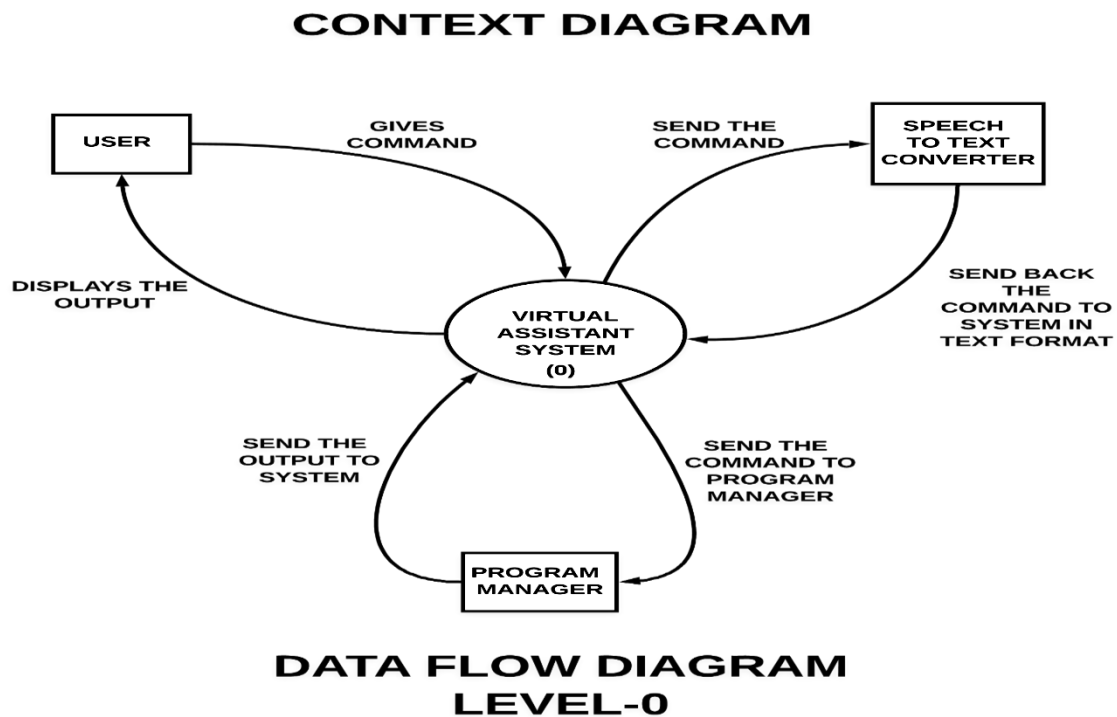 CONTEXT DIAGRAM
USER
GIVES
COMMAND
SEND THE
COMMAND
SPEECH
TO TEXT
CONVERTER
DISPLAYS THE
OUTPUT
VIRTUAL
ASSISTANT
SYSTEM
(0)
SEND BACK
THE
COMMAND TO
SYSTEM IN
TEXT FORMAT
SEND THE
OUTPUT TO
SYSTEM
SEND THE
COMMAND TO
PROGRAM
MANAGER
PROGRAM
MANAGER
DATA FLOW DIAGRAM
LEVEL-0